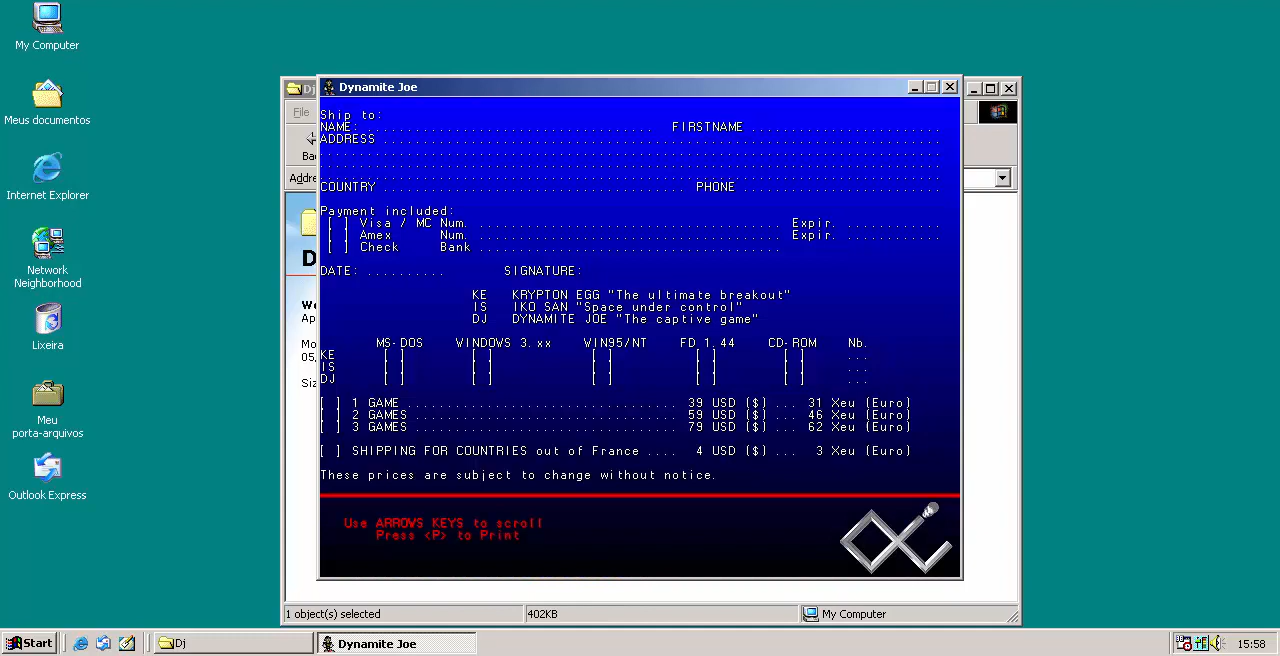 My Computer
Meus documentos
Internet Explorer
Network
Neighborhood
Lixeira
Meu
porta-arquivos
Outlook Express
Dj
File
Addre
Dynamite Joe
Ship to:
NAME: FIRSTNAME
ADDRESS
COUNTRY PHONE
Payment included:
[ ] Visa / MC Num. Expir.
[ ] Amex Num. Expir.
[ ] Check Bank
DATE: .......... SIGNATURE:
KE KRYPTON EGG "The ultimate breakout"
IS IKO SAN "Space under control"
DJ DYNAMITE JOE "The captive game"
MS-DOS WINDOWS 3.xx WIN95/NT FD 1.44 CD-ROM Nb.
KE [ ] [ ] [ ] [ ] [ ] ...
IS [ ] [ ] [ ] [ ] [ ] ...
DJ [ ] [ ] [ ] [ ] [ ] ...
[ ] 1 GAME ................................. 39 USD ($) ... 31 Xeu (Euro)
[ ] 2 GAMES ................................ 59 USD ($) ... 46 Xeu (Euro)
[ ] 3 GAMES ................................ 79 USD ($) ... 62 Xeu (Euro)
[ ] SHIPPING FOR COUNTRIES out of France .... 4 USD ($) ... 3 Xeu (Euro)
These prices are subject to change without notice.
Use ARROWS KEYS to scroll
Press <P> to Print
1 object(s) selected 402KB My Computer
Start Dj Dynamite Joe 15:58